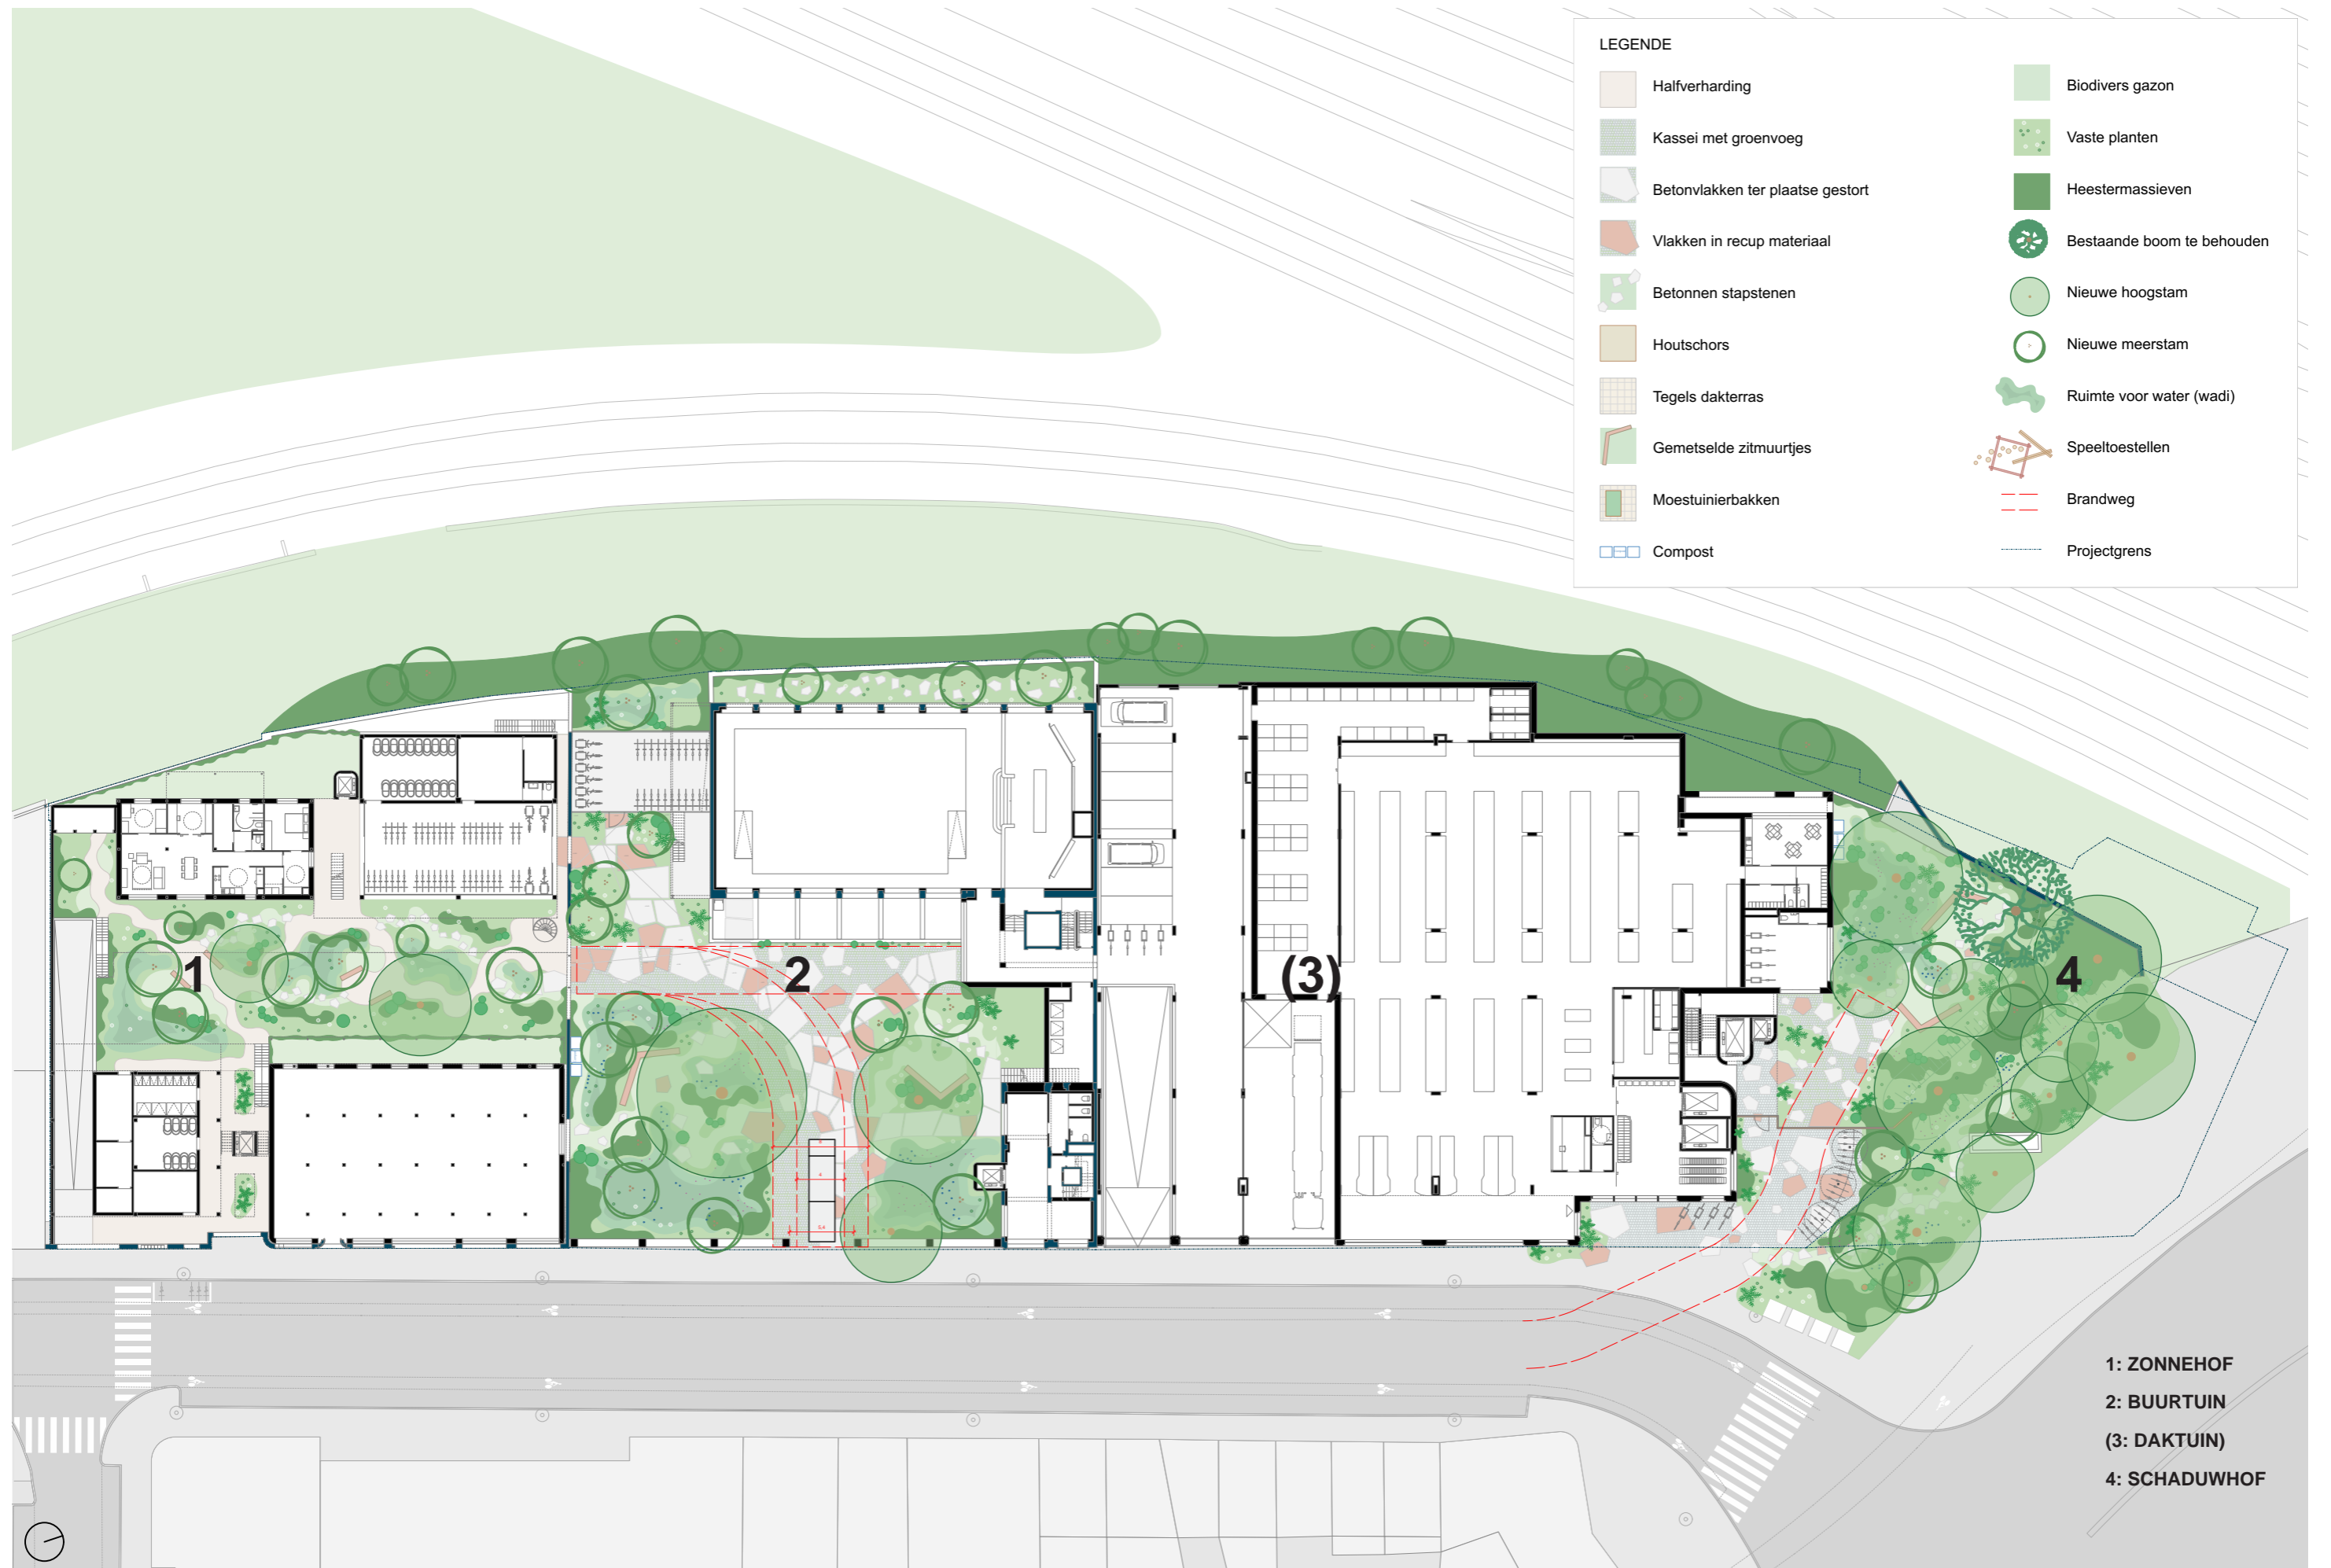 LEGENDE
Halfverharding
Kassei met groenvoeg
Betonvlakken ter plaatse gestort
Vlakken in recup materiaal
Betonnen stapstenen
Houtschors
Tegels dakterras
Gemetselde zitmuurtjes
Moestuinierbakken
Compost
Biodivers gazon
Vaste planten
Heestermassieven
Bestaande boom te behouden
Nieuwe hoogstam
Nieuwe meerstam
Ruimte voor water (wadi)
Speeltoestellen
Brandweg
Projectgrens
1
2
(3)
4
1: ZONNEHOF
2: BUURTUIN
(3: DAKTUIN)
4: SCHADUWHOF